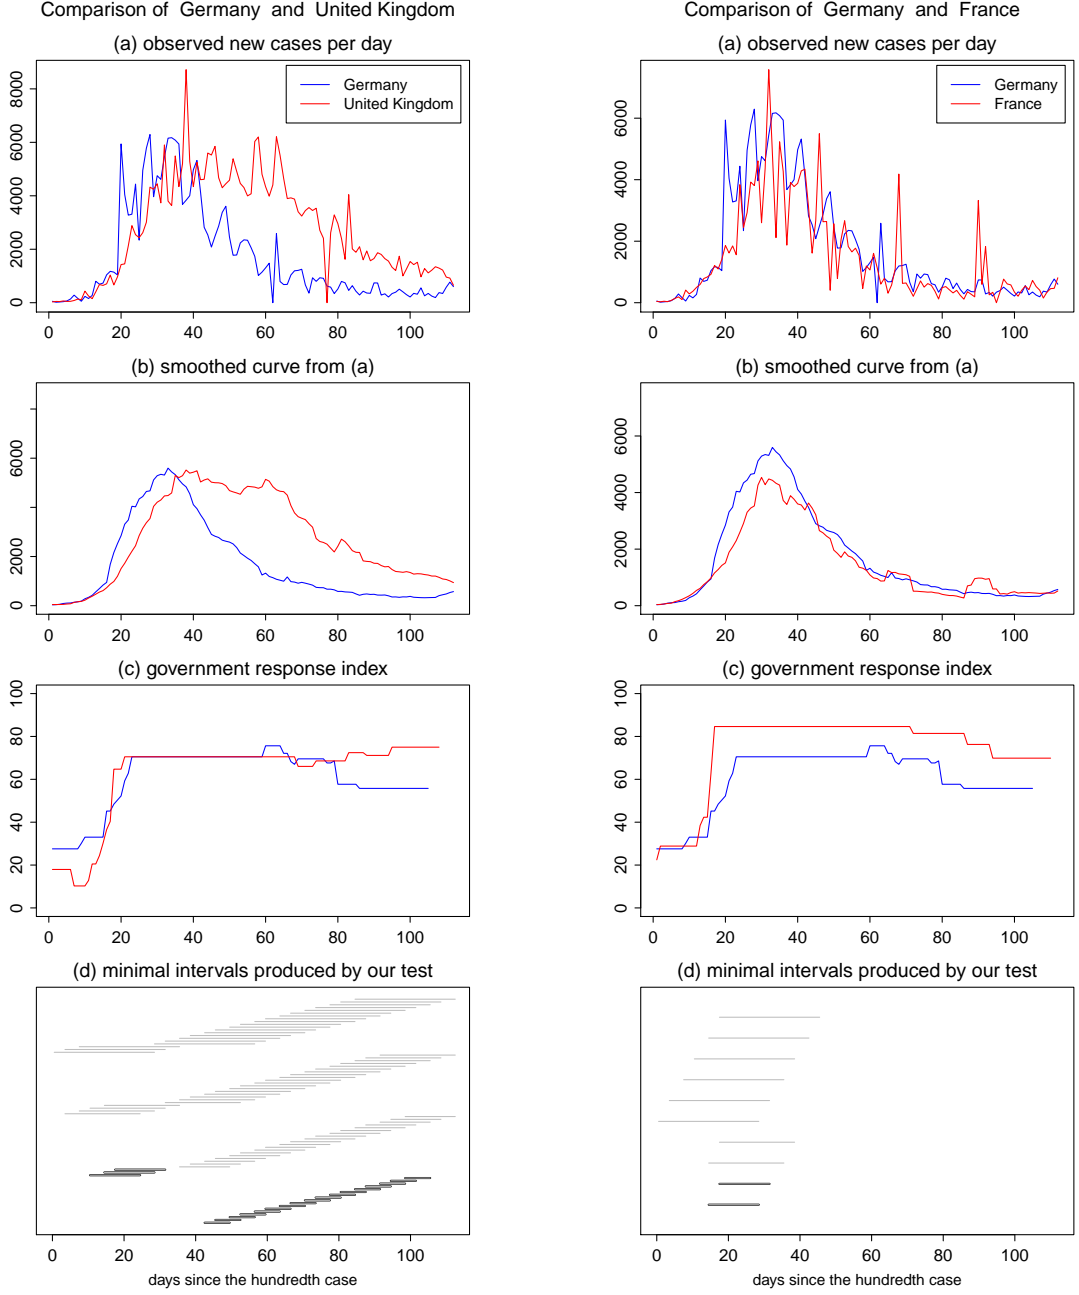 Comparison of Germany and United Kingdom
(a) observed new cases per day
Germany
United Kingdom
0 2000 4000 6000 8000
0 20 40 60 80 100
(b) smoothed curve from (a)
0 2000 6000
0 20 40 60 80 100
(c) government response index
0 20 40 60 80 100
0 20 40 60 80 100
(d) minimal intervals produced by our test
0 20 40 60 80 100
days since the hundredth case
Comparison of Germany and France
(a) observed new cases per day
Germany
France
0 2000 4000 6000
0 20 40 60 80 100
(b) smoothed curve from (a)
0 2000 4000 6000
0 20 40 60 80 100
(c) government response index
0 20 40 60 80 100
0 20 40 60 80 100
(d) minimal intervals produced by our test
0 20 40 60 80 100
days since the hundredth case